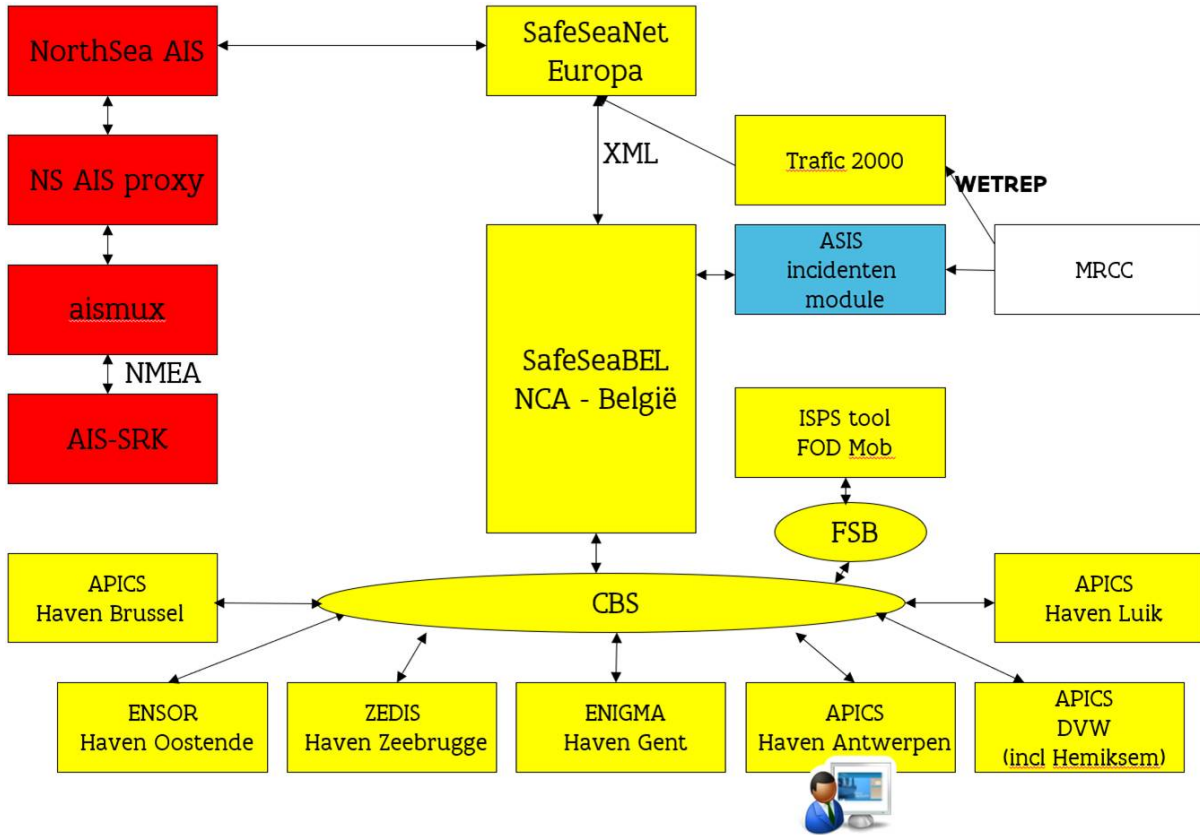 NorthSea AIS
SafeSeaNet
Europa
NS AIS proxy
XML
Trafic 2000
WETREP
aismux
ASIS
incidenten
module
MRCC
NMEA
AIS-SRK
SafeSeaBEL
NCA - België
ISPS tool
FOD Mob
FSB
CBS
APICS
Haven Brussel
APICS
Haven Luik
ENSOR
Haven Oostende
ZEDIS
Haven Zeebrugge
ENIGMA
Haven Gent
APICS
Haven Antwerpen
APICS
DVW
(incl Hemiksem)